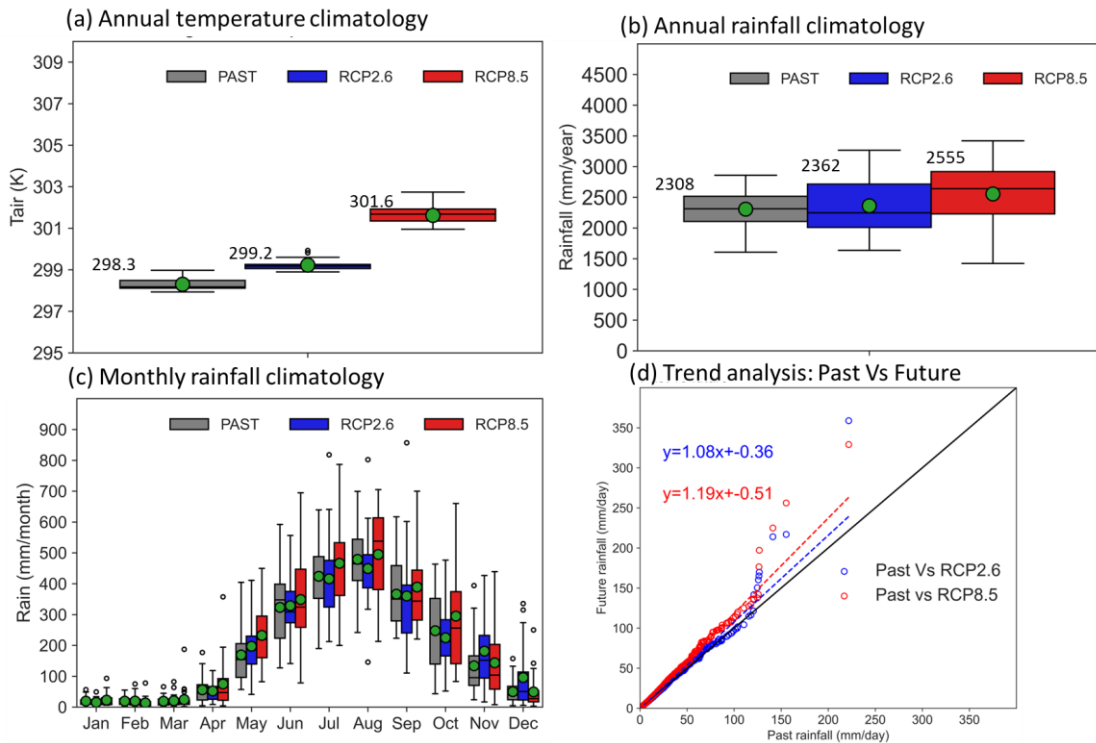 (a) Annual temperature climatology
309
307
305
303
301
299
297
295
Tair (K)
PAST RCP2.6 RCP8.5
298.3
299.2
301.6
(b) Annual rainfall climatology
4500
4000
3500
3000
2500
2000
1500
1000
500
0
Rainfall (mm/year)
PAST RCP2.6 RCP8.5
2308
2362
2555
(c) Monthly rainfall climatology
900
800
700
600
500
400
300
200
100
0
Rain (mm/month)
PAST RCP2.6 RCP8.5
Jan Feb Mar Apr May Jun Jul Aug Sep Oct Nov Dec
(d) Trend analysis: Past Vs Future
350
300
250
200
150
100
50
0
Future rainfall (mm/day)
y=1.08x+-0.36
y=1.19x+-0.51
Past Vs RCP2.6
Past vs RCP8.5
0 50 100 150 200 250 300 350
Past rainfall (mm/day)